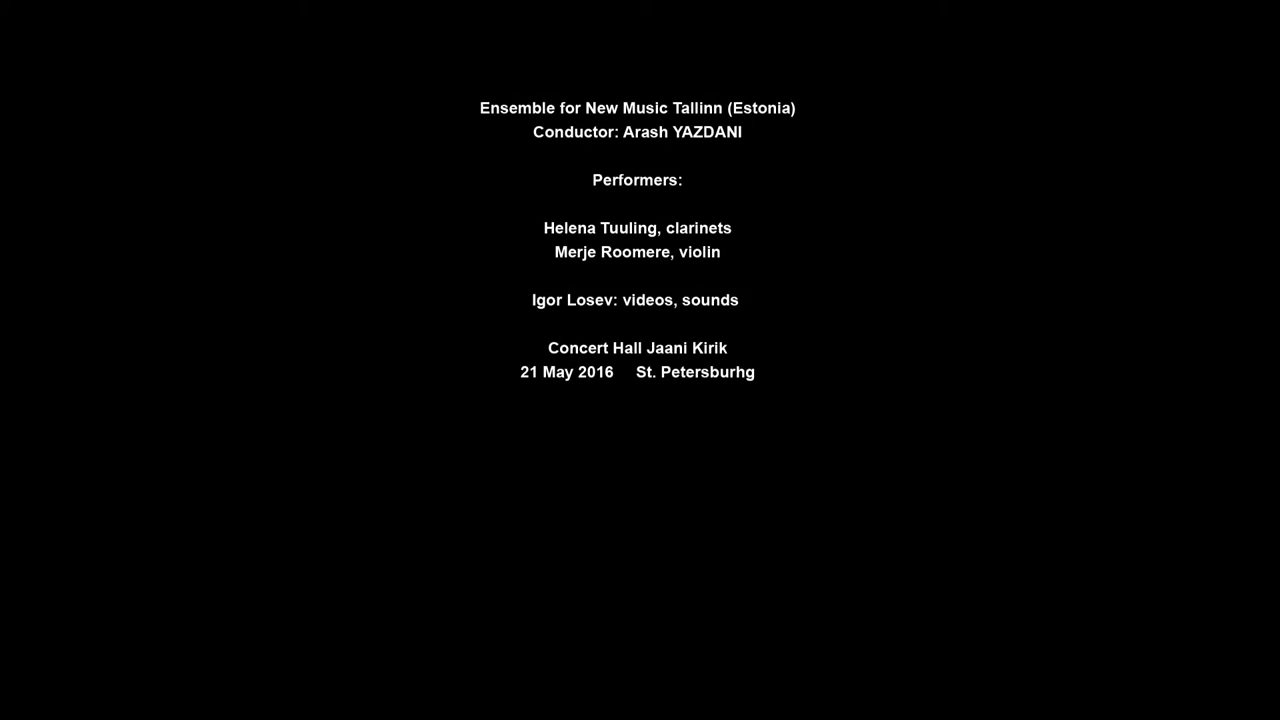 Ensemble for New Music Tallinn (Estonia)
Conductor: Arash YAZDANI
Performers:
Helena Tuuling, clarinets
Merje Roomere, violin
Igor Losev: videos, sounds
Concert Hall Jaani Kirik
21 May 2016 St. Petersburhg